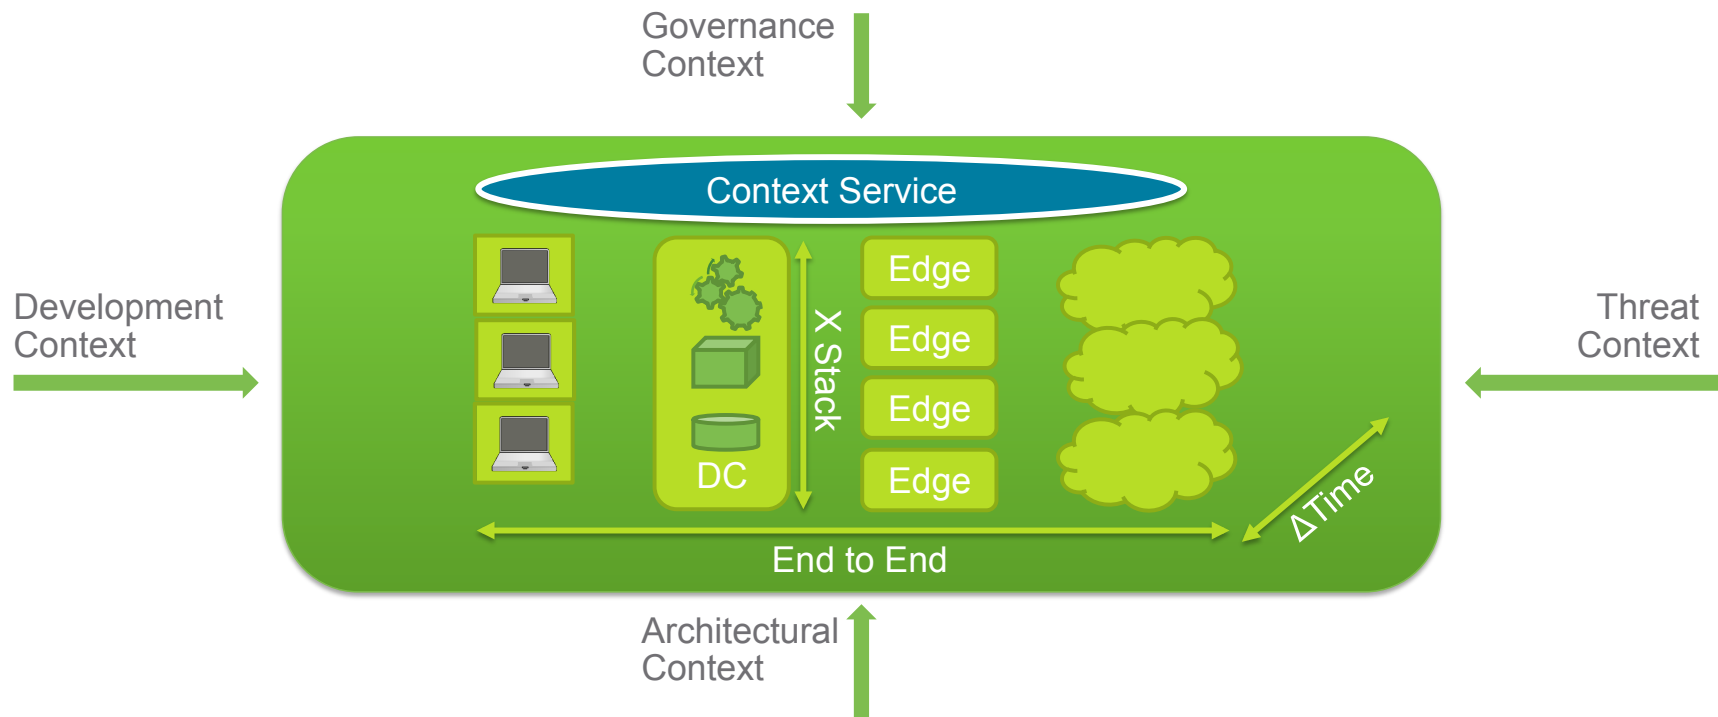 Governance
Context
Context Service
Development
Context
Threat
Context
X Stack
DC
Edge
Edge
Edge
Edge
ΔTime
End to End
Architectural
Context